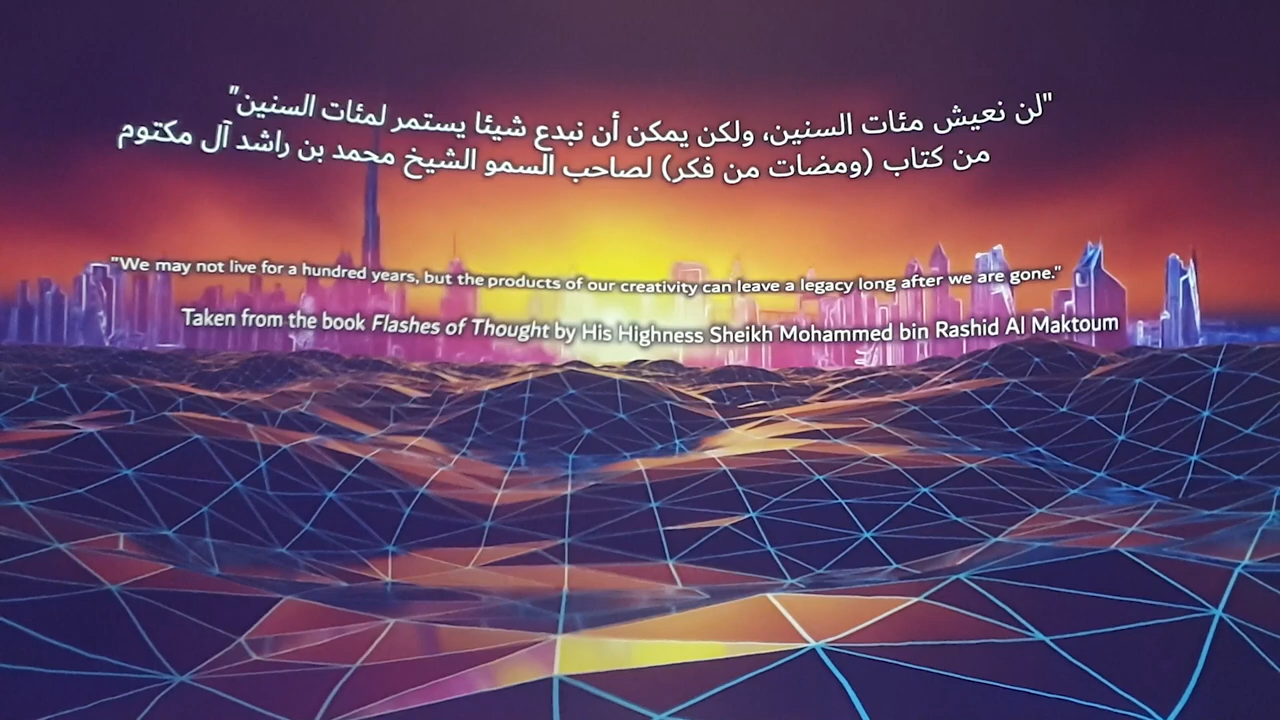 "لن نعيش مئات السنين، ولكن يمكن أن نبدع شيئا يستمر لمئات السنين"
من كتاب (ومضات من فكر) لصاحب السمو الشيخ محمد بن راشد آل مكتوم
"We may not live for a hundred years, but the products of our creativity can leave a legacy long after we are gone."
Taken from the book Flashes of Thought by His Highness Sheikh Mohammed bin Rashid Al Maktoum